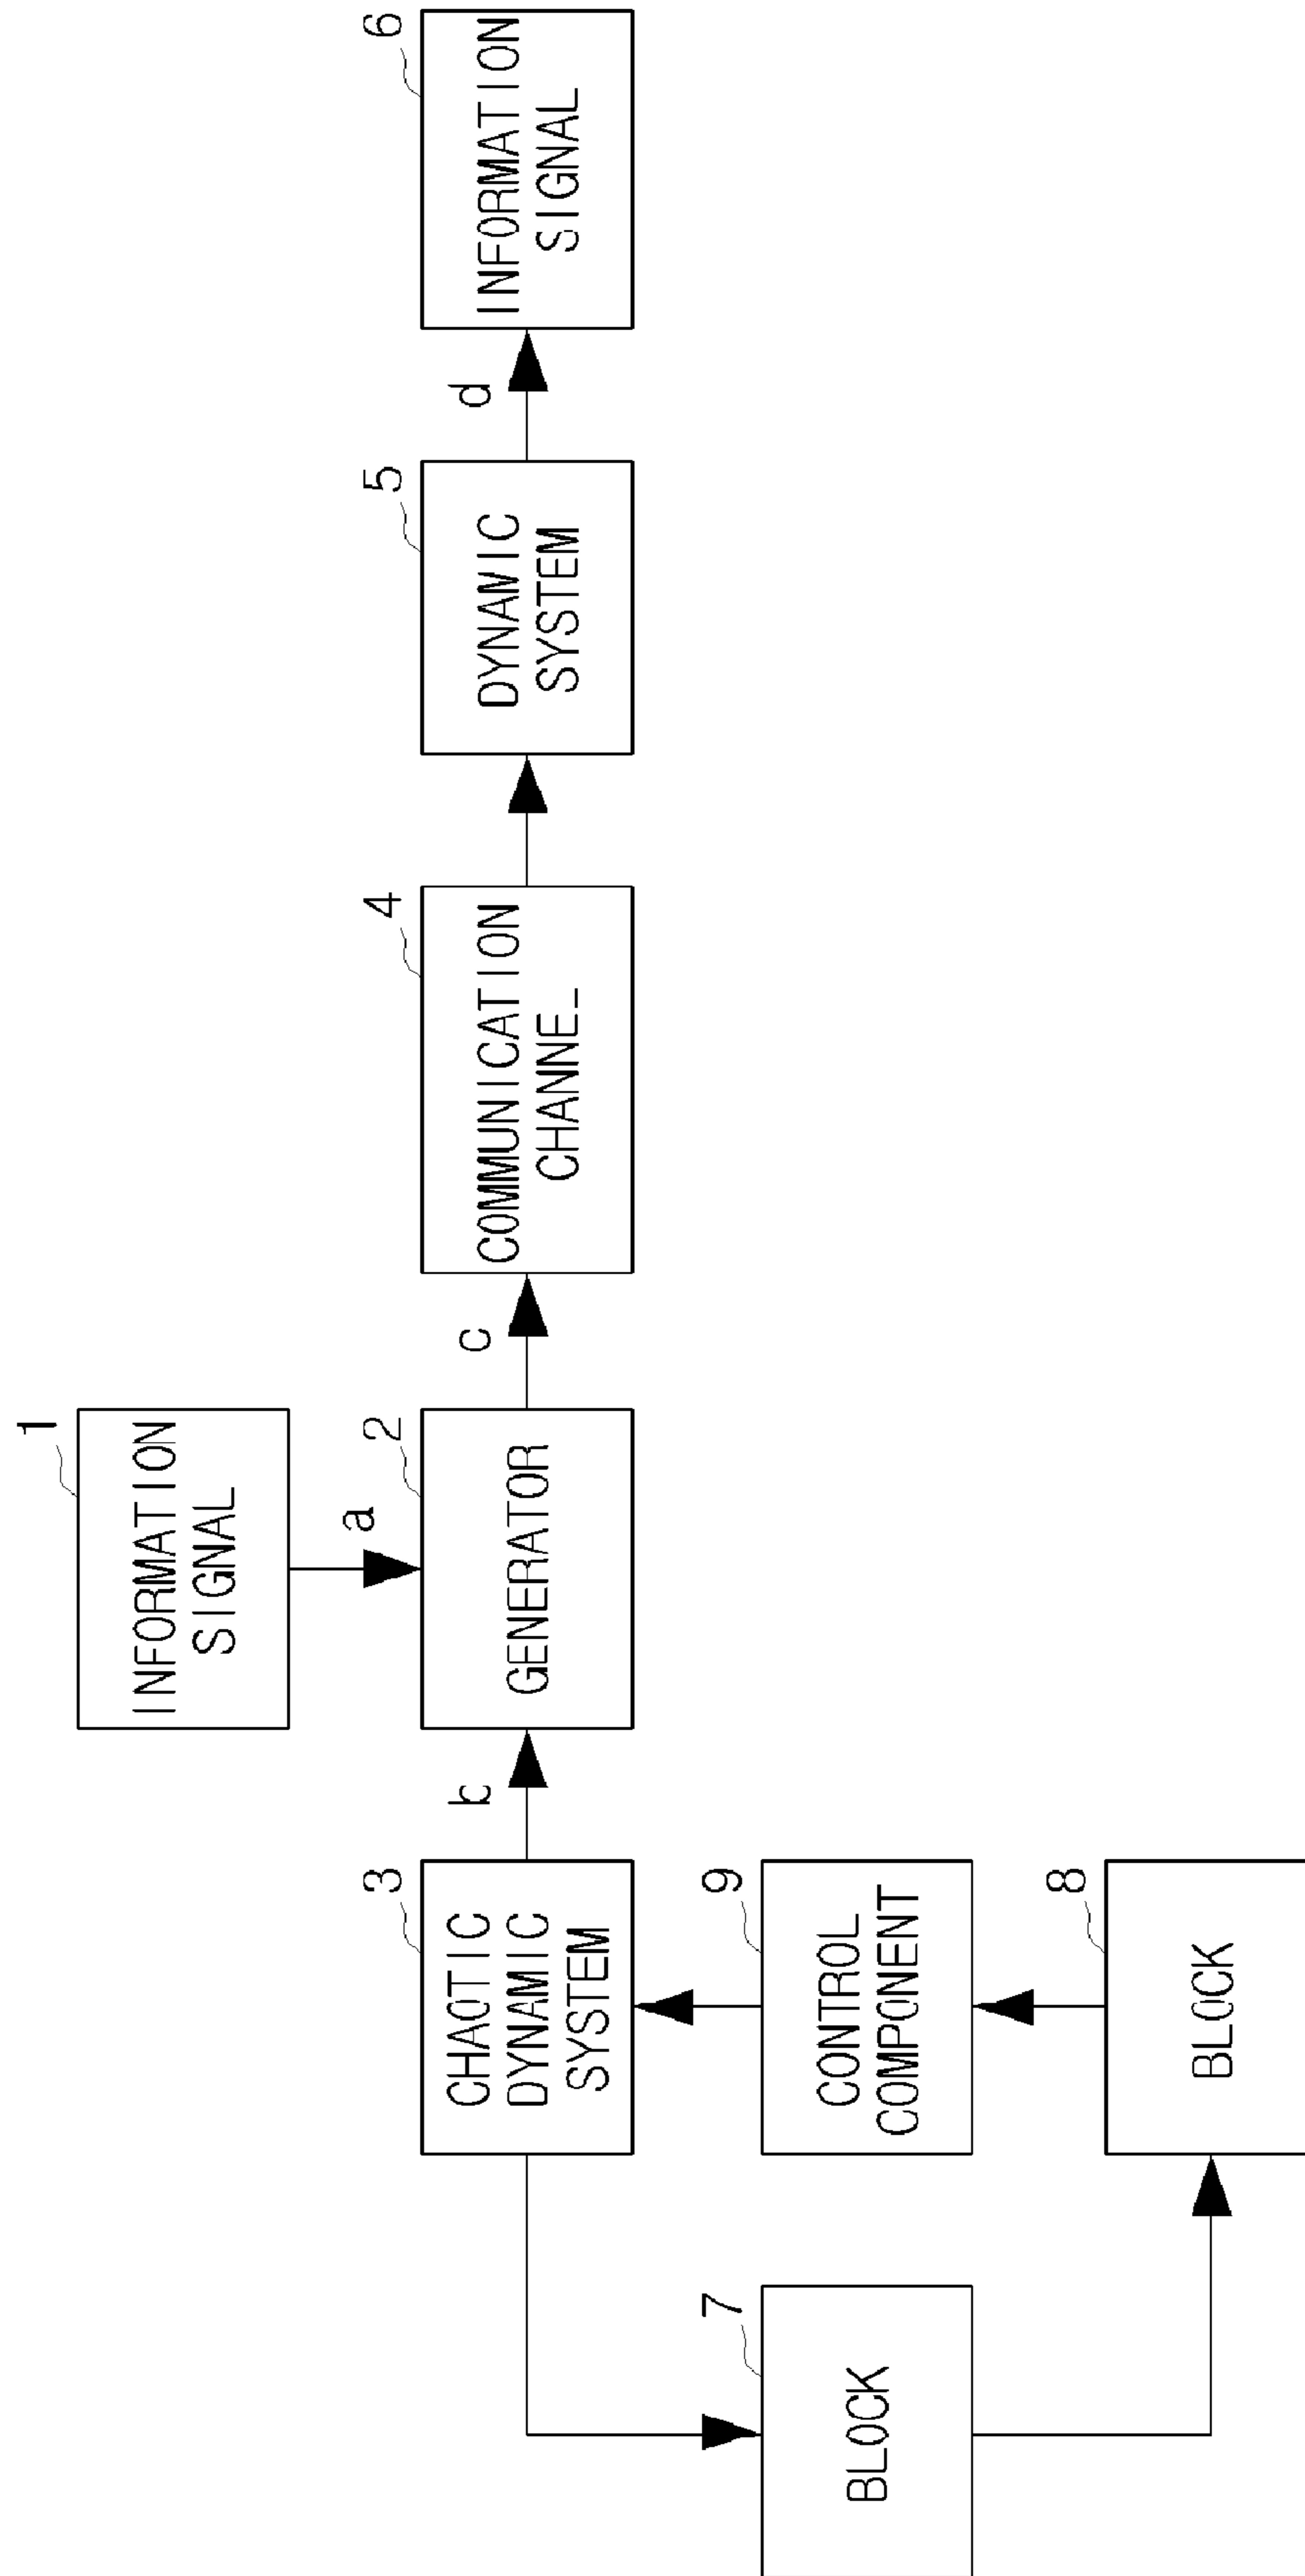 1
INFORMATION
SIGNAL
a
3
CHAOTIC
DYNAMIC
SYSTEM
b
2
GENERATOR
c
4
COMMUNICATION
CHANNEL
5
DYNAMIC
SYSTEM
d
6
INFORMATION
SIGNAL
7
BLOCK
9
CONTROL
COMPONENT
8
BLOCK